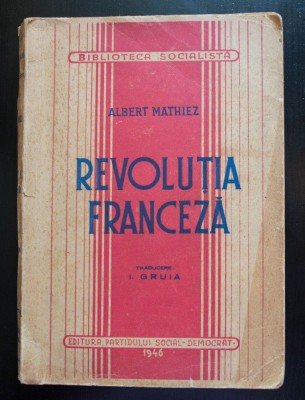 BIBLIOTECA SOCIALISTĂ
ALBERT MATHIEZ
REVOLUȚIA
FRANCEZĂ
TRADUCERE:
I. GRUIA
EDITURA PARTIDULUI SOCIAL-DEMOCRAT
1946